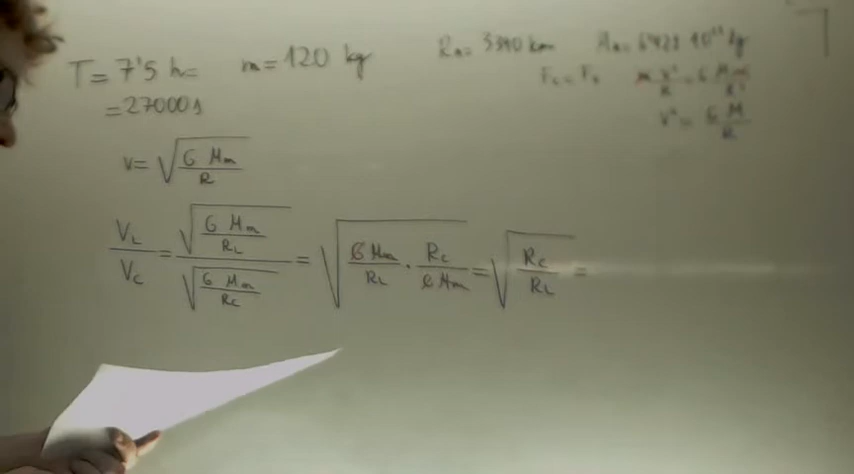 T = 7'5 h = m = 120 kg
= 27000 s
R = 3390 km
F = F
V² = G M / R
V = √(G Mm / R)
VL / VC = √(G Mm / RL) / √(G Mm / RC) = √(G Mm / RL · RC / G Mm) = √(RC / RL) =